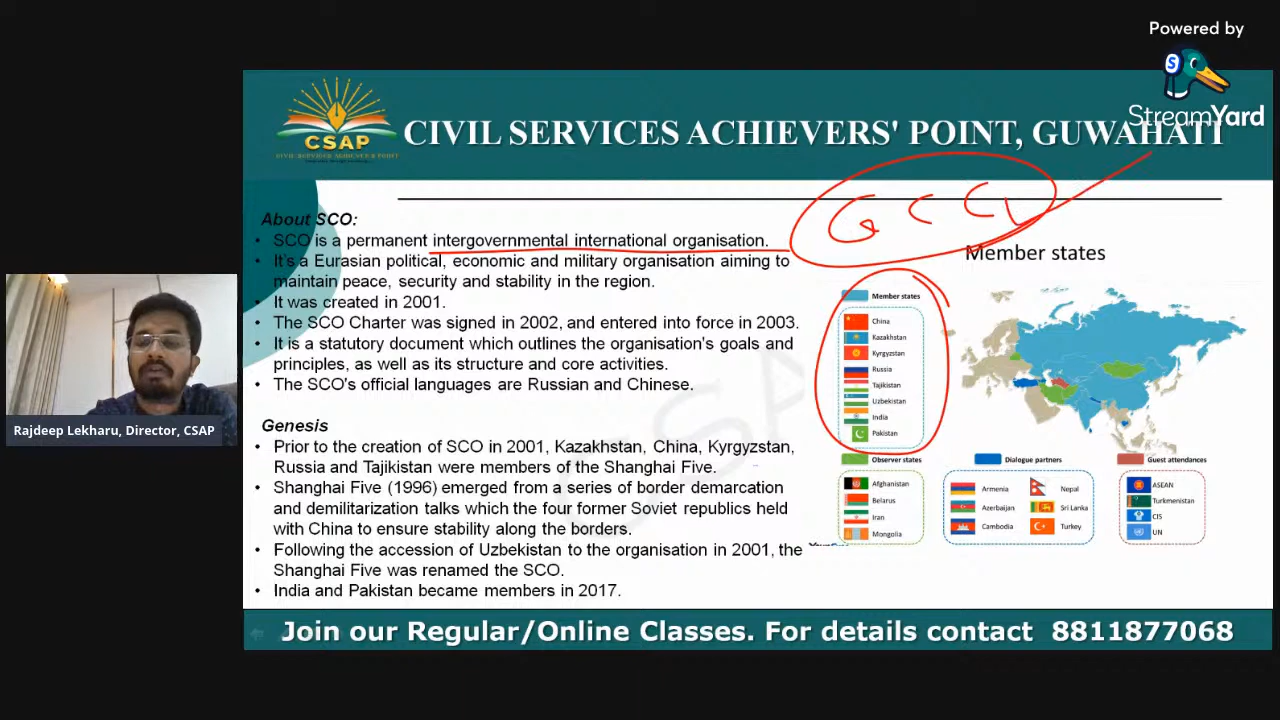 Powered by
StreamYard
CSAP
CIVIL SERVICES ACHIEVERS' POINT, GUWAHATI
GCC
About SCO:
• SCO is a permanent intergovernmental international organisation.
• It's a Eurasian political, economic and military organisation aiming to
maintain peace, security and stability in the region.
• It was created in 2001.
• The SCO Charter was signed in 2002, and entered into force in 2003.
• It is a statutory document which outlines the organisation's goals and
principles, as well as its structure and core activities.
• The SCO's official languages are Russian and Chinese.
Genesis
• Prior to the creation of SCO in 2001, Kazakhstan, China, Kyrgyzstan,
Russia and Tajikistan were members of the Shanghai Five.
• Shanghai Five (1996) emerged from a series of border demarcation
and demilitarization talks which the four former Soviet republics held
with China to ensure stability along the borders.
• Following the accession of Uzbekistan to the organisation in 2001, the
Shanghai Five was renamed the SCO.
• India and Pakistan became members in 2017.
Member states
Member states
China
Kazakhstan
Kyrgyzstan
Russia
Tajikistan
Uzbekistan
India
Pakistan
Observer states
Afghanistan
Belarus
Iran
Mongolia
Dialogue partners
Armenia
Nepal
Azerbaijan
Sri Lanka
Cambodia
Turkey
Guest attendances
ASEAN
Turkmenistan
CIS
UN
Rajdeep Lekharu, Director, CSAP
Join our Regular/Online Classes. For details contact 8811877068